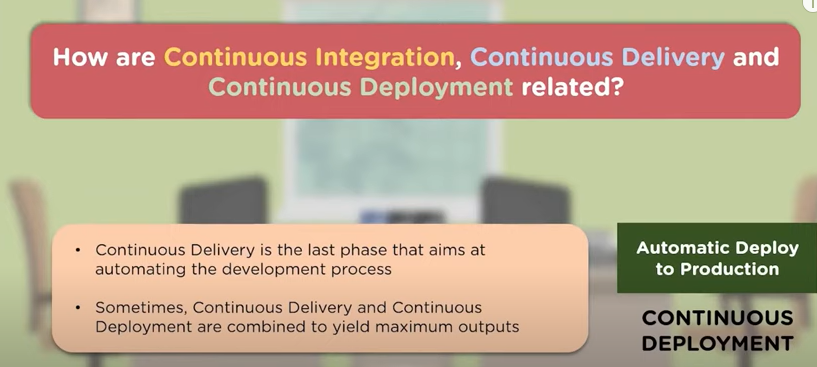 How are Continuous Integration, Continuous Delivery and
Continuous Deployment related?
• Continuous Delivery is the last phase that aims at
automating the development process
• Sometimes, Continuous Delivery and Continuous
Deployment are combined to yield maximum outputs
Automatic Deploy
to Production
CONTINUOUS
DEPLOYMENT